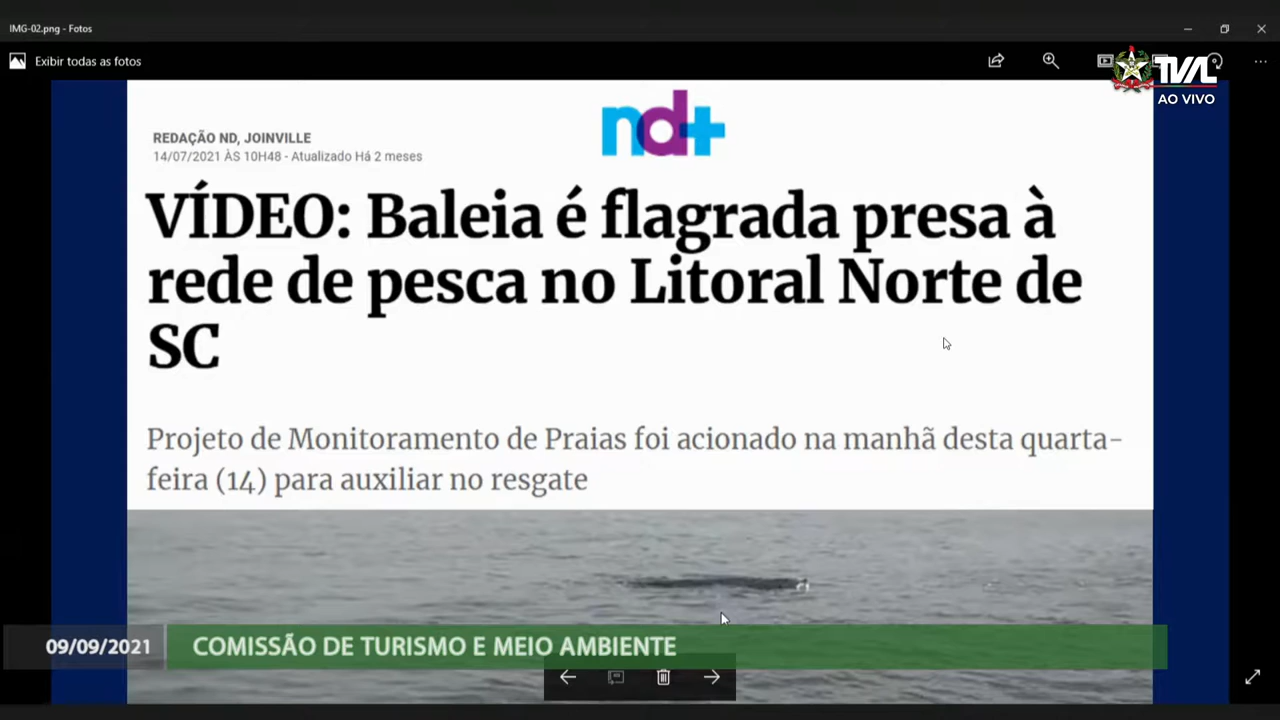 IMG-02.png - Fotos
Exibir todas as fotos
TVAL
AO VIVO
nd+
REDAÇÃO ND, JOINVILLE
14/07/2021 ÀS 10H48 - Atualizado Há 2 meses
VÍDEO: Baleia é flagrada presa à
rede de pesca no Litoral Norte de
SC
Projeto de Monitoramento de Praias foi acionado na manhã desta quarta-
feira (14) para auxiliar no resgate
09/09/2021
COMISSÃO DE TURISMO E MEIO AMBIENTE